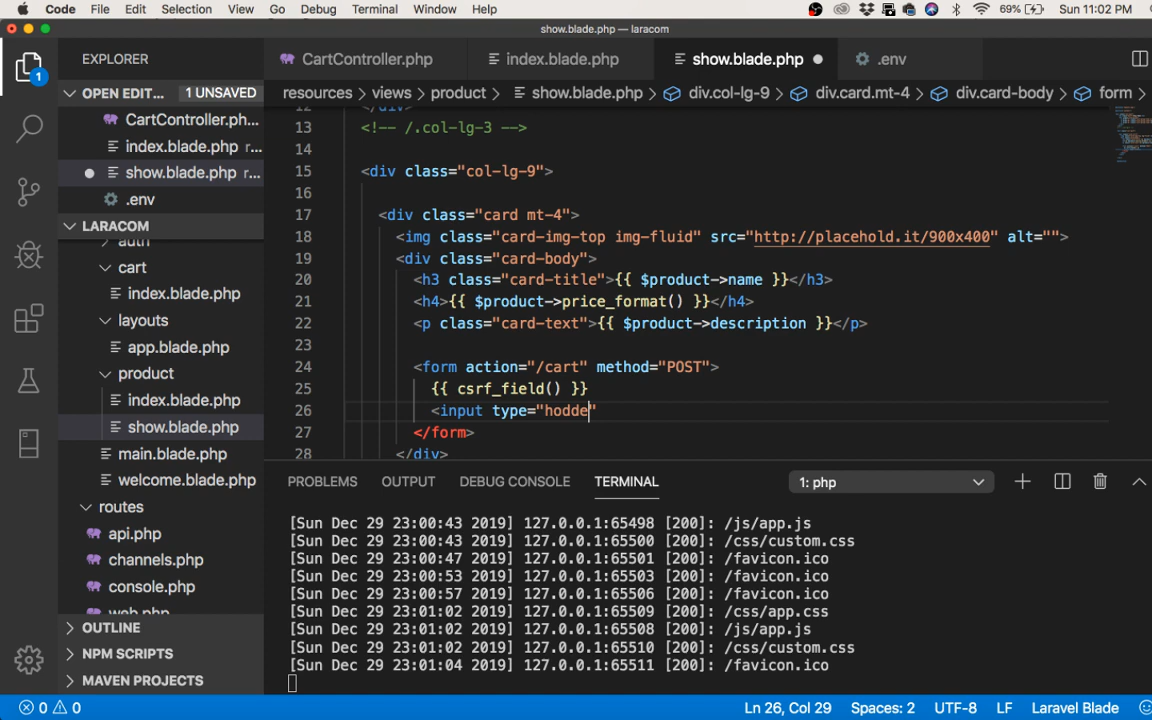 Code File Edit Selection View Go Debug Terminal Window Help 69% Sun 11:02 PM
show.blade.php — laracom
EXPLORER
CartController.php index.blade.php show.blade.php .env
OPEN EDIT... 1 UNSAVED
resources > views > product > show.blade.php > div.col-lg-9 > div.card.mt-4 > div.card-body > form >
CartController.ph...
index.blade.php r...
show.blade.php r...
.env
LARACOM
auth
cart
index.blade.php
layouts
app.blade.php
product
index.blade.php
show.blade.php
main.blade.php
welcome.blade.php
routes
api.php
channels.php
console.php
web.php
OUTLINE
NPM SCRIPTS
MAVEN PROJECTS
1
12 </div>
13 <!-- /.col-lg-3 -->
14
15 <div class="col-lg-9">
16
17 <div class="card mt-4">
18 <img class="card-img-top img-fluid" src="http://placehold.it/900x400" alt="">
19 <div class="card-body">
20 <h3 class="card-title">{{ $product->name }}</h3>
21 <h4>{{ $product->price_format() }}</h4>
22 <p class="card-text">{{ $product->description }}</p>
23
24 <form action="/cart" method="POST">
25 {{ csrf_field() }}
26 <input type="hodde"
27 </form>
28 </div>
PROBLEMS OUTPUT DEBUG CONSOLE TERMINAL 1: php
[Sun Dec 29 23:00:43 2019] 127.0.0.1:65498 [200]: /js/app.js
[Sun Dec 29 23:00:43 2019] 127.0.0.1:65500 [200]: /css/custom.css
[Sun Dec 29 23:00:47 2019] 127.0.0.1:65501 [200]: /favicon.ico
[Sun Dec 29 23:00:53 2019] 127.0.0.1:65503 [200]: /favicon.ico
[Sun Dec 29 23:00:57 2019] 127.0.0.1:65506 [200]: /favicon.ico
[Sun Dec 29 23:01:02 2019] 127.0.0.1:65509 [200]: /css/app.css
[Sun Dec 29 23:01:02 2019] 127.0.0.1:65508 [200]: /js/app.js
[Sun Dec 29 23:01:02 2019] 127.0.0.1:65510 [200]: /css/custom.css
[Sun Dec 29 23:01:04 2019] 127.0.0.1:65511 [200]: /favicon.ico
0 0 Ln 26, Col 29 Spaces: 2 UTF-8 LF Laravel Blade